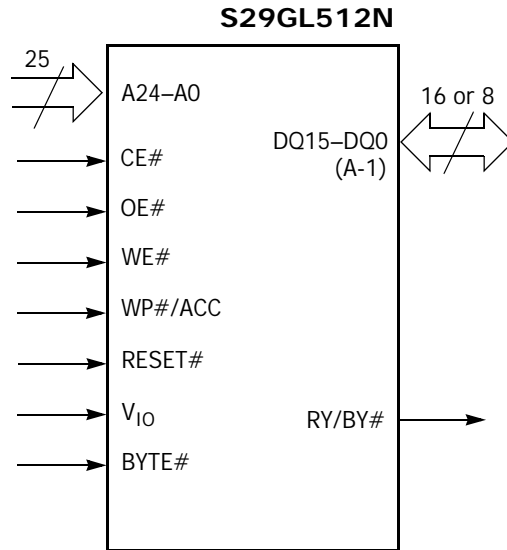 S29GL512N
25
A24–A0
16 or 8
DQ15–DQ0
(A-1)
CE#
OE#
WE#
WP#/ACC
RESET#
VIO
RY/BY#
BYTE#